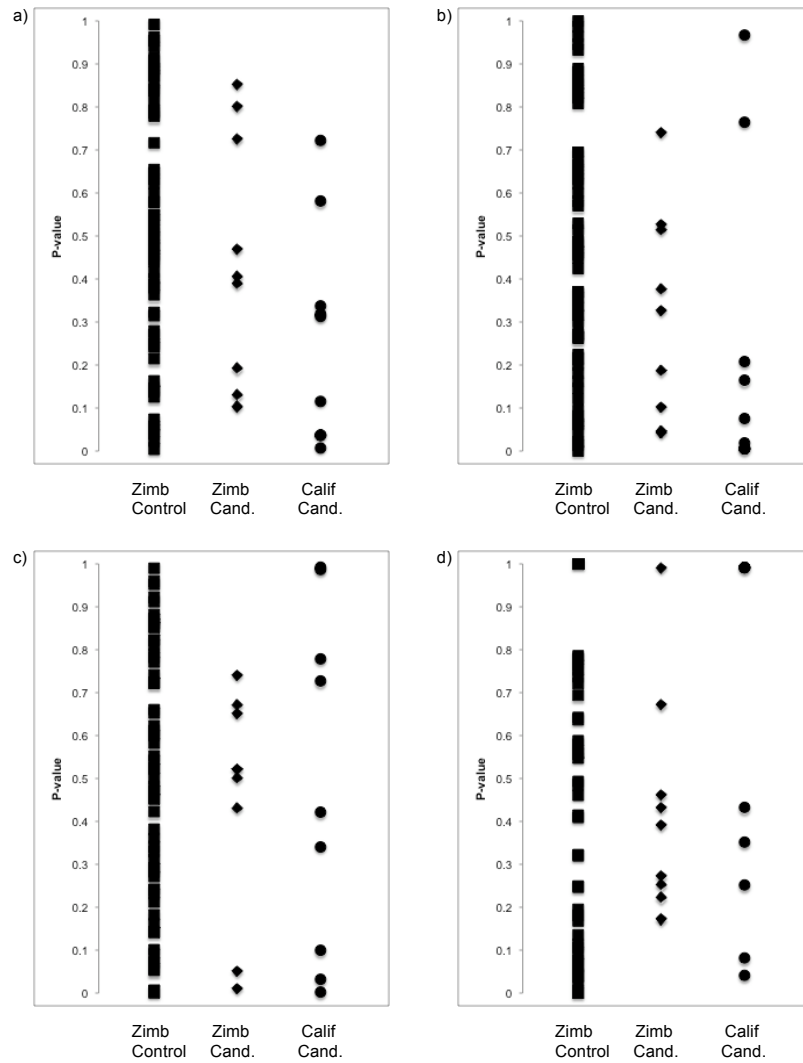 a)
P-value
1
0.9
0.8
0.7
0.6
0.5
0.4
0.3
0.2
0.1
0
Zimb Control
Zimb Cand.
Calif Cand.
b)
P-value
1
0.9
0.8
0.7
0.6
0.5
0.4
0.3
0.2
0.1
0
Zimb Control
Zimb Cand.
Calif Cand.
c)
P-value
1
0.9
0.8
0.7
0.6
0.5
0.4
0.3
0.2
0.1
0
Zimb Control
Zimb Cand.
Calif Cand.
d)
P-value
1
0.9
0.8
0.7
0.6
0.5
0.4
0.3
0.2
0.1
0
Zimb Control
Zimb Cand.
Calif Cand.